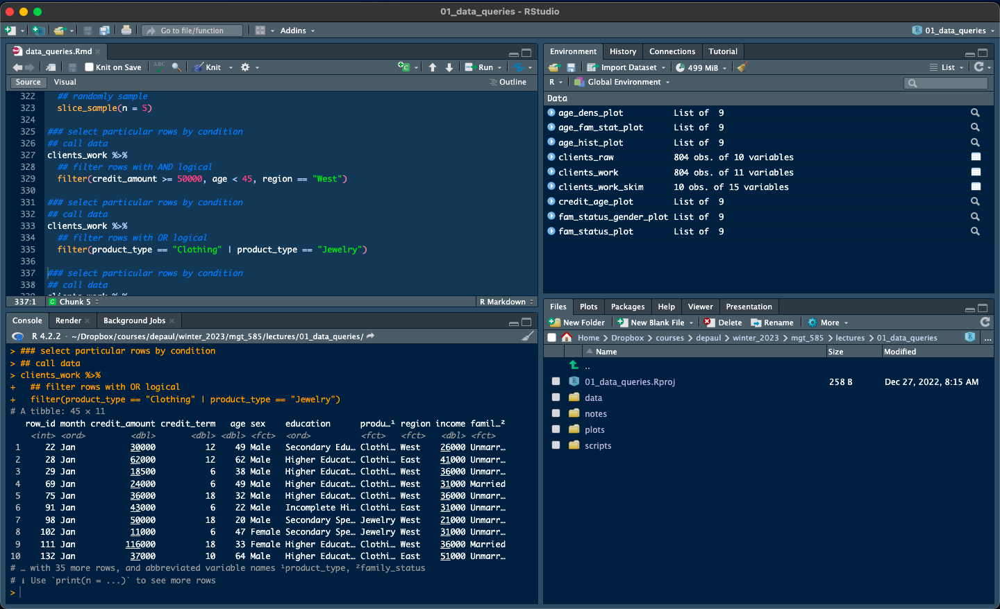 01_data_queries - RStudio
Go to file/function
Addins
01_data_queries
data_queries.Rmd
Knit on Save
ABC
Knit
Run
Source
Visual
Outline
322 ## randomly sample
323 slice_sample(n = 5)
324
325 ### select particular rows by condition
326 ## call data
327 clients_work %>%
328 ## filter rows with AND logical
329 filter(credit_amount >= 50000, age < 45, region == "West")
330
331 ### select particular rows by condition
332 ## call data
333 clients_work %>%
334 ## filter rows with OR logical
335 filter(product_type == "Clothing" | product_type == "Jewelry")
336
337 ### select particular rows by condition
338 ## call data
339 clients_work %>%
337:1
C Chunk 5
R Markdown
Console
Render
Background Jobs
R 4.2.2 · ~/Dropbox/courses/depaul/winter_2023/mgt_585/lectures/01_data_queries/
> ### select particular rows by condition
> ## call data
> clients_work %>%
+ ## filter rows with OR logical
+ filter(product_type == "Clothing" | product_type == "Jewelry")
# A tibble: 45 × 11
row_id month credit_amount credit_term age sex education produ…¹ region income famil…²
<int> <ord> <dbl> <dbl> <dbl> <fct> <ord> <fct> <fct> <dbl> <fct>
1 22 Jan 30000 12 49 Male Secondary Edu… Clothi… West 26000 Unmarr…
2 28 Jan 62000 12 62 Male Higher Educat… Clothi… East 41000 Unmarr…
3 29 Jan 18500 6 38 Male Higher Educat… Clothi… West 36000 Unmarr…
4 69 Jan 24000 6 49 Male Higher Educat… Clothi… West 31000 Married
5 75 Jan 36000 18 32 Male Higher Educat… Clothi… West 36000 Unmarr…
6 91 Jan 43000 6 22 Male Incomplete Hi… Clothi… East 31000 Unmarr…
7 98 Jan 50000 18 20 Male Secondary Spe… Jewelry West 21000 Unmarr…
8 102 Jan 11000 6 47 Female Secondary Spe… Jewelry West 31000 Unmarr…
9 111 Jan 116000 18 33 Female Higher Educat… Clothi… West 36000 Married
10 132 Jan 37000 10 64 Male Higher Educat… Clothi… East 51000 Unmarr…
# … with 35 more rows, and abbreviated variable names ¹product_type, ²family_status
# ℹ Use `print(n = ...)` to see more rows
>
Environment
History
Connections
Tutorial
Import Dataset
499 MiB
List
R
Global Environment
Data
age_dens_plot List of 9
age_fam_stat_plot List of 9
age_hist_plot List of 9
clients_raw 804 obs. of 10 variables
clients_work 804 obs. of 11 variables
clients_work_skim 10 obs. of 15 variables
credit_age_plot List of 9
fam_status_gender_plot List of 9
fam_status_plot List of 9
Files
Plots
Packages
Help
Viewer
Presentation
New Folder
New Blank File
Delete
Rename
More
Home > Dropbox > courses > depaul > winter_2023 > mgt_585 > lectures > 01_data_queries
...
Name
Size
Modified
..
01_data_queries.Rproj 258 B Dec 27, 2022, 8:15 AM
data
notes
plots
scripts